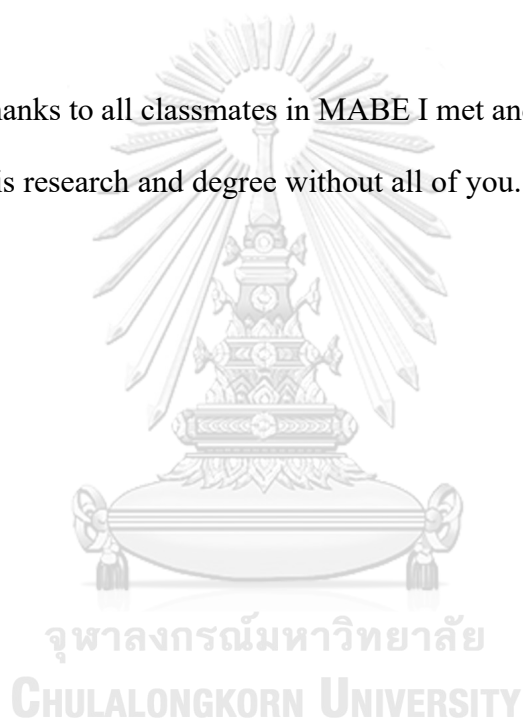 hanks to all classmates in MABE I met and
is research and degree without all of you.
จุฬาลงกรณ์มหาวิทยาลัย
CHULALONGKORN UNIVERSITY